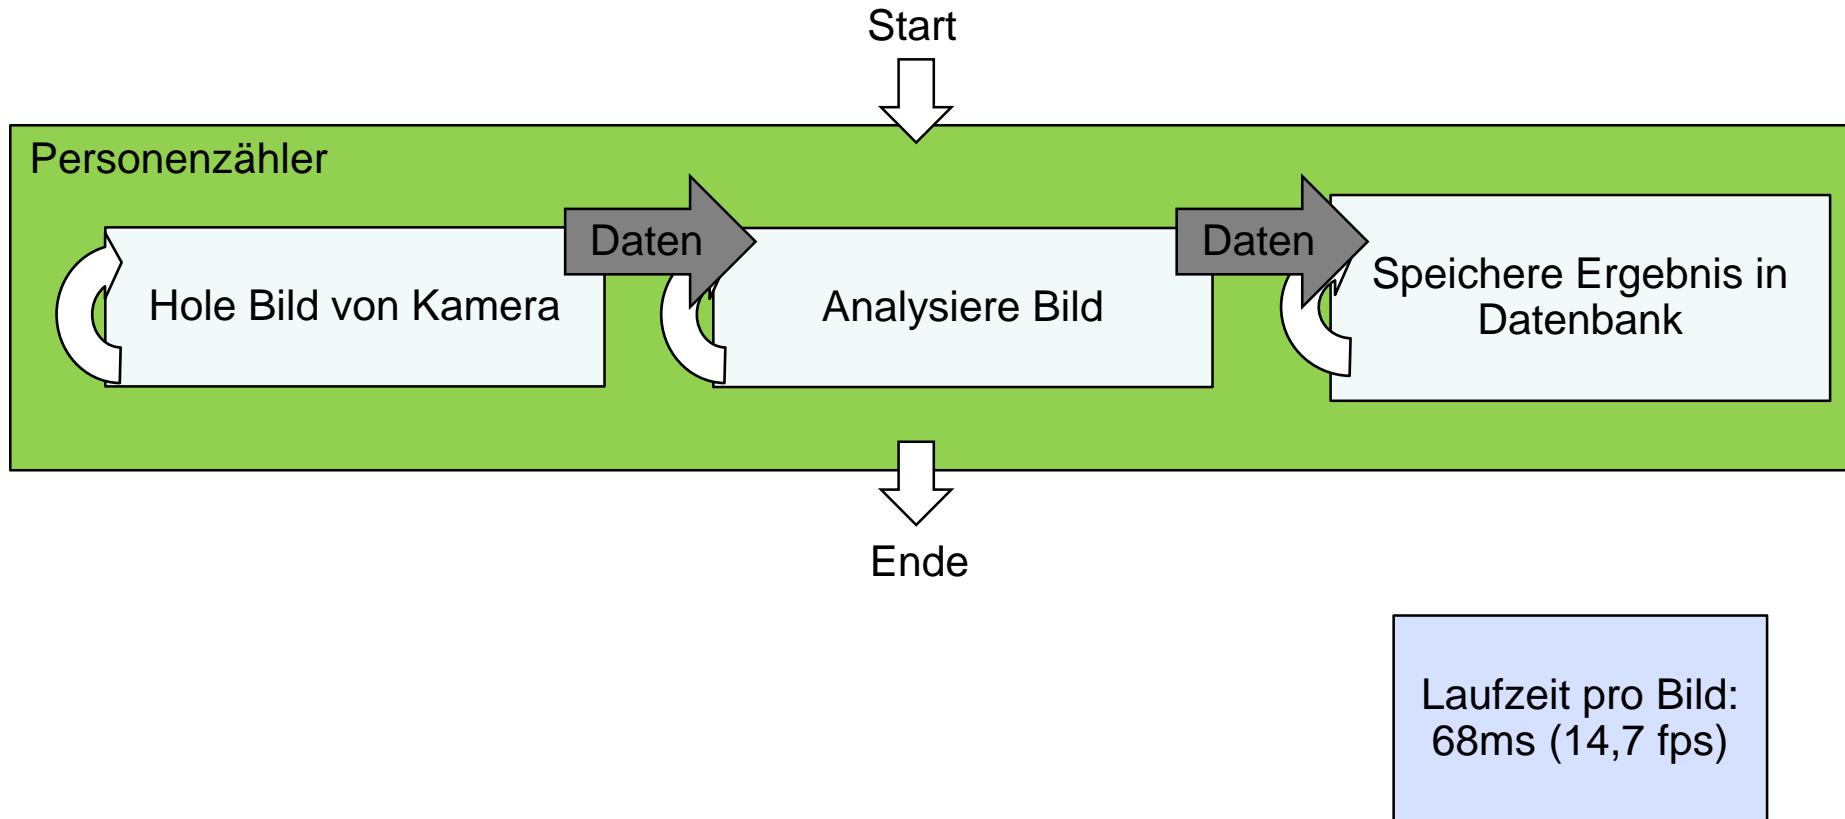 Start
Personenzähler
Daten
Daten
Hole Bild von Kamera
Analysiere Bild
Speichere Ergebnis in
Datenbank
Ende
Laufzeit pro Bild:
68ms (14,7 fps)